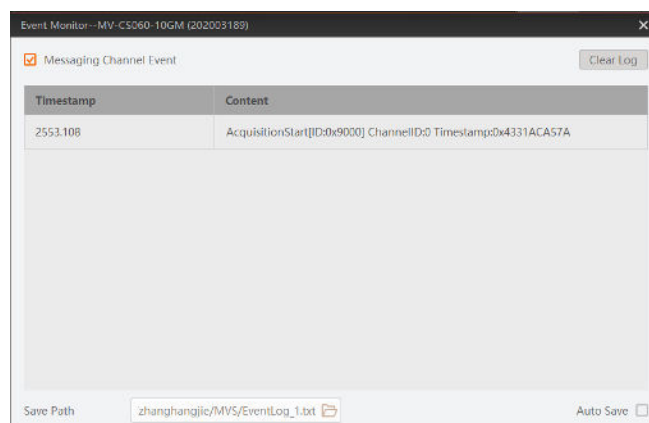 Event Monitor--MV-CS060-10GM (202003189)
Messaging Channel Event
Clear Log
Timestamp Content
2553.108 AcquisitionStart[ID:0x9000] ChannelID:0 Timestamp:0x4331ACA57A
Save Path zhanghangjie/MVS/EventLog_1.txt Auto Save